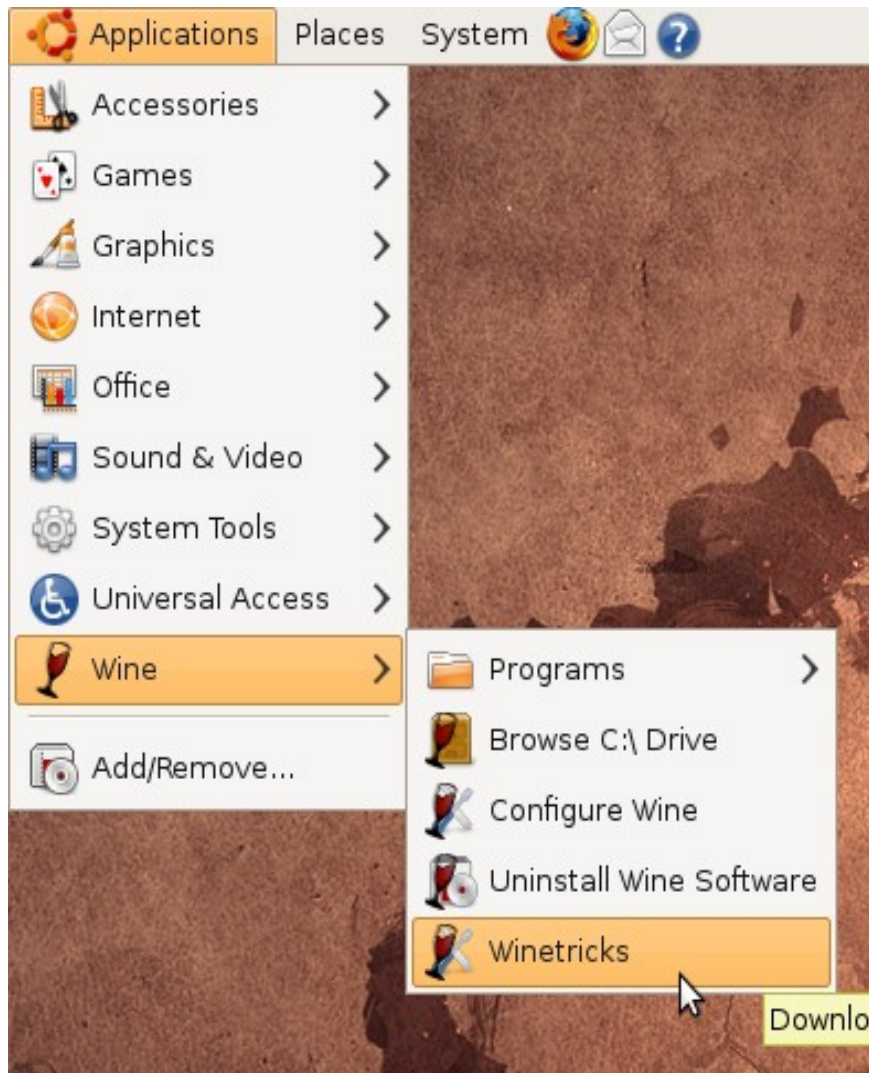 Applications Places System
Accessories
Games
Graphics
Internet
Office
Sound & Video
System Tools
Universal Access
Wine
Add/Remove...
Programs
Browse C:\ Drive
Configure Wine
Uninstall Wine Software
Winetricks
Downlo